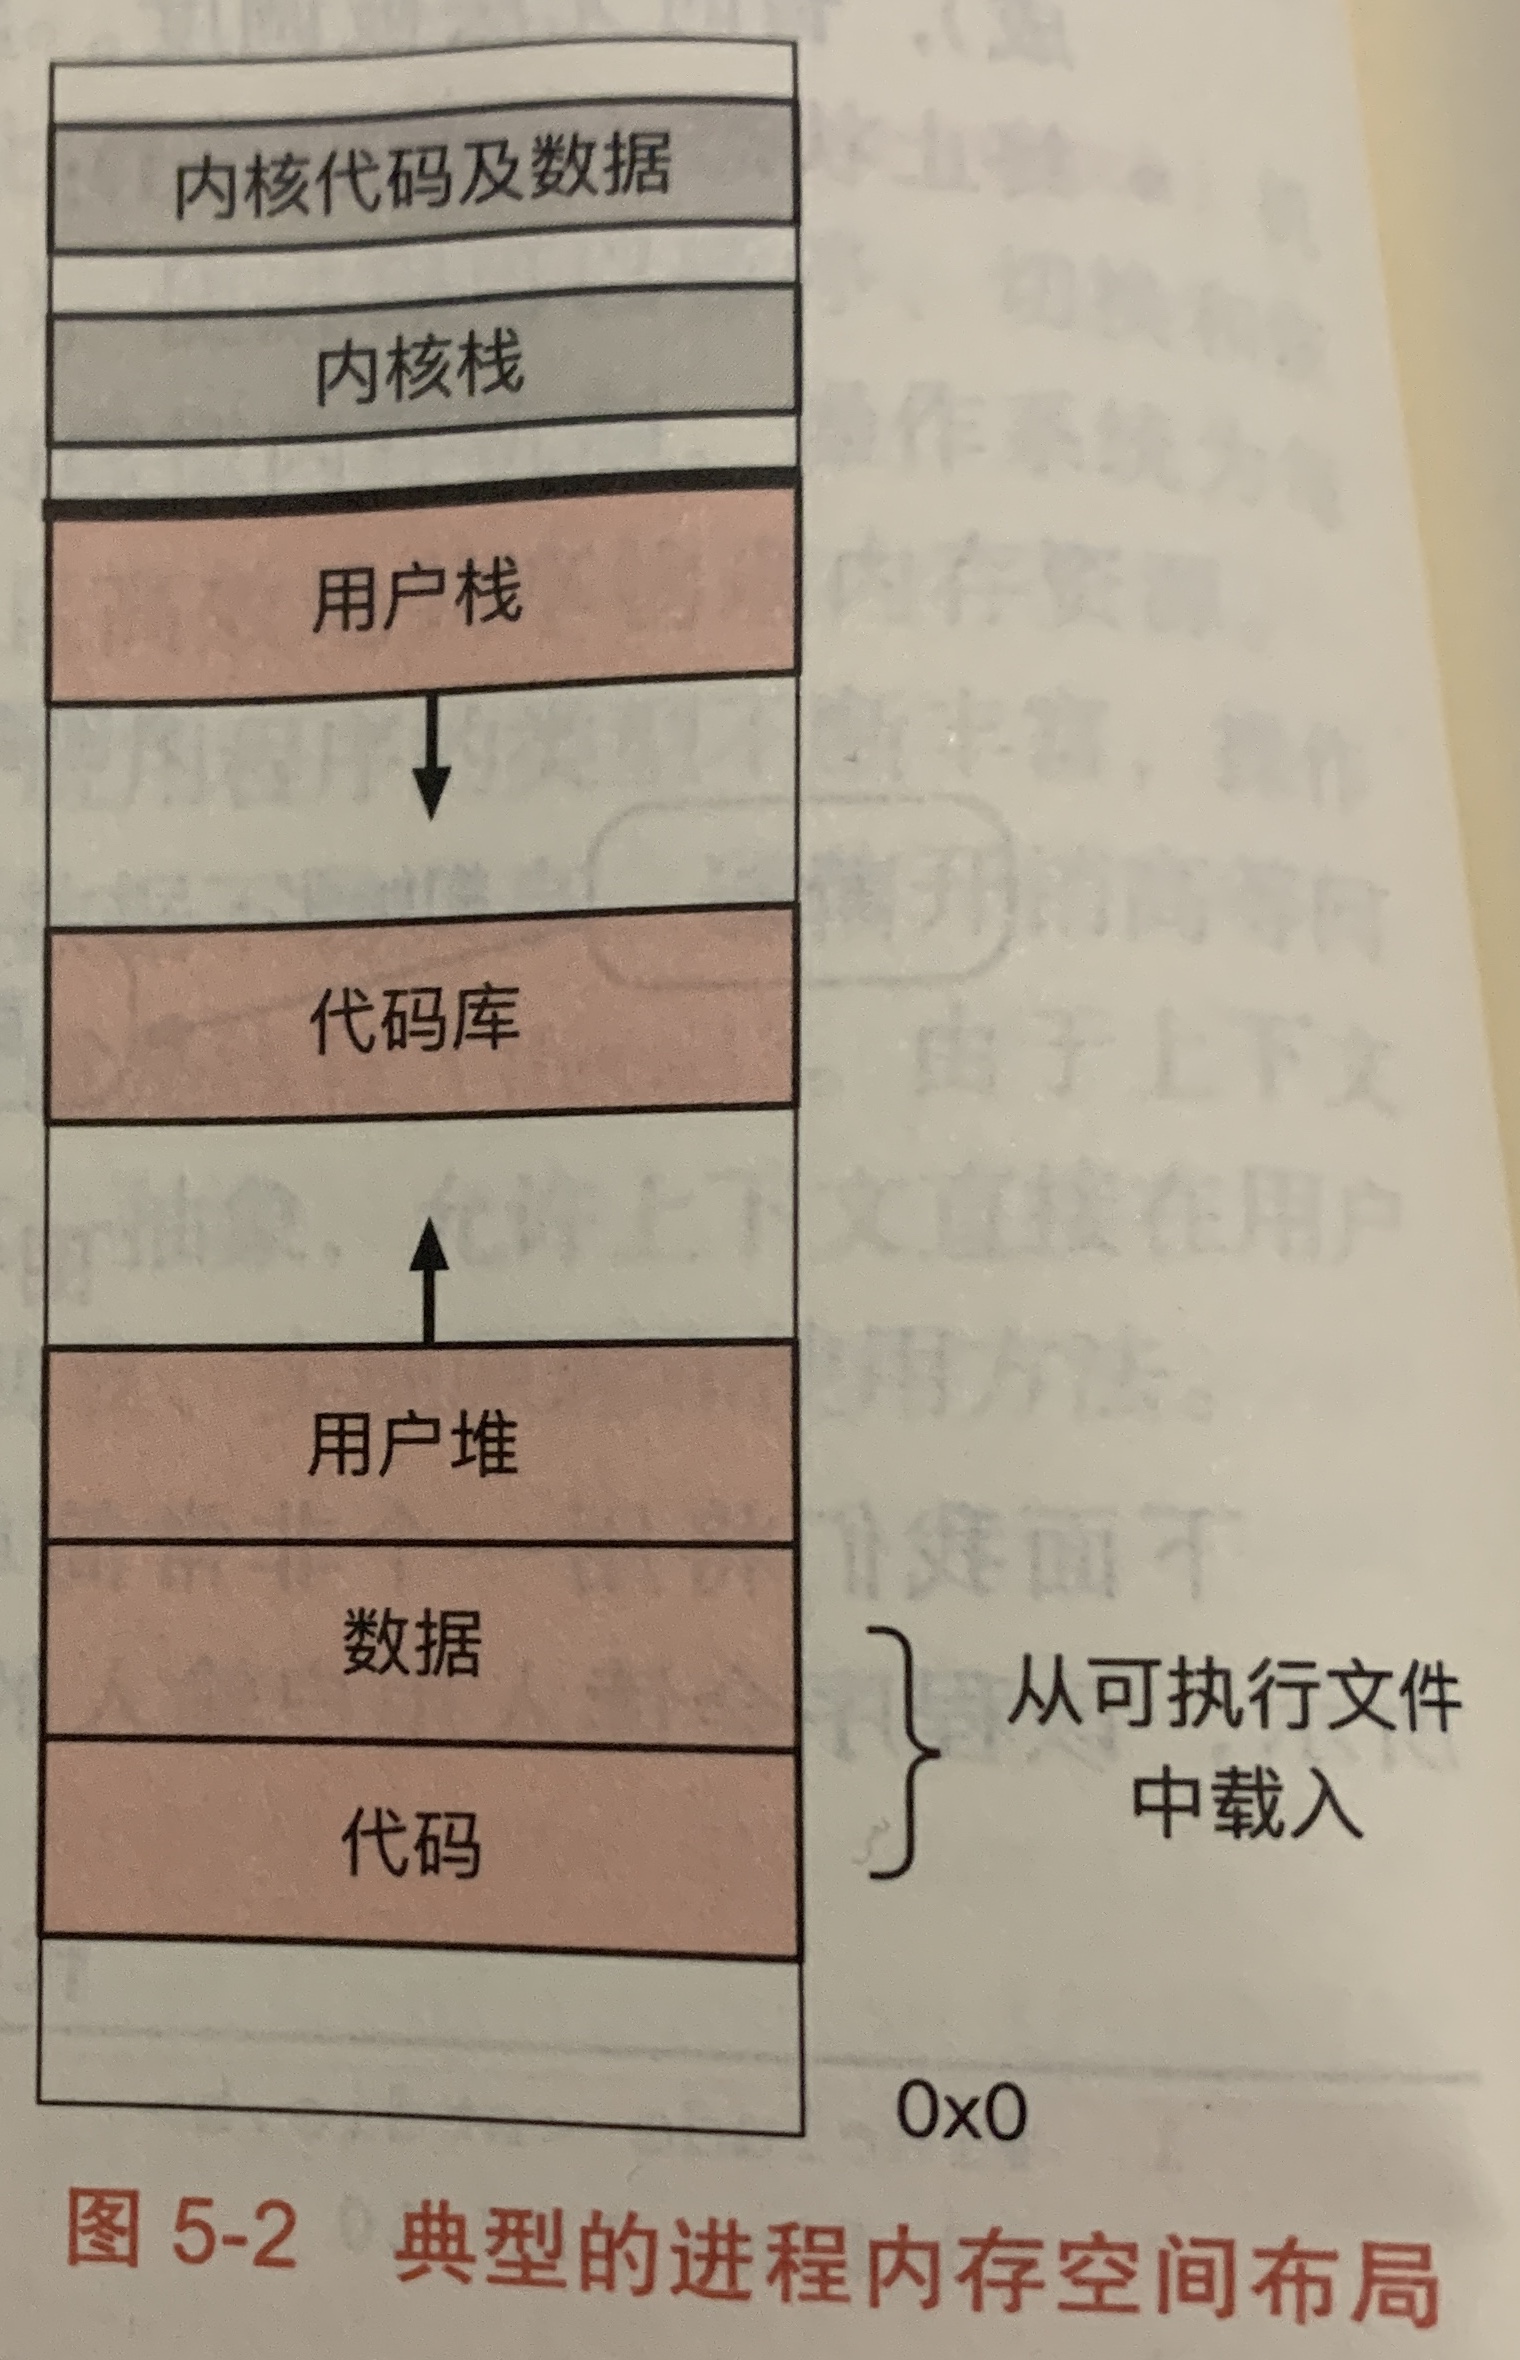 内核代码及数据
内核栈
用户栈
代码库
用户堆
数据
代码
从可执行文件
中载入
0x0
图 5-2 典型的进程内存空间布局